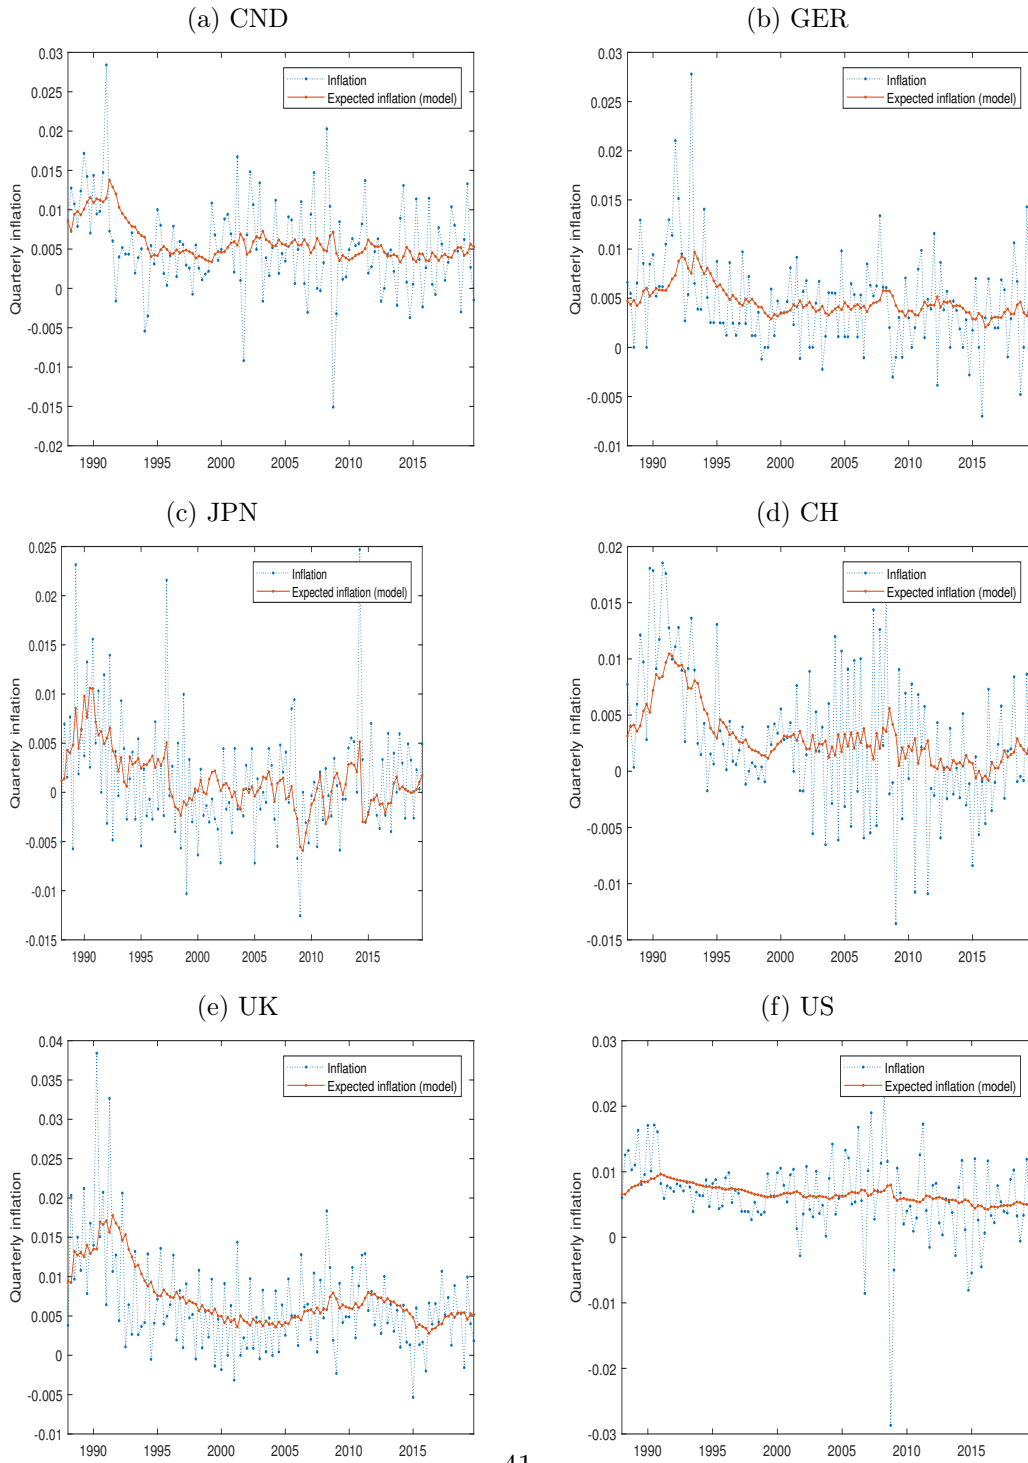 (a) CND
(b) GER
0.03
0.025
0.02
0.015
0.01
0.005
0
-0.005
-0.01
-0.015
-0.02
Quarterly inflation
Inflation
Expected inflation (model)
1990 1995 2000 2005 2010 2015
0.03
0.025
0.02
0.015
0.01
0.005
0
-0.005
-0.01
Quarterly inflation
Inflation
Expected inflation (model)
1990 1995 2000 2005 2010 2015
(c) JPN
(d) CH
0.025
0.02
0.015
0.01
0.005
0
-0.005
-0.01
-0.015
Quarterly inflation
Inflation
Expected inflation (model)
1990 1995 2000 2005 2010 2015
0.02
0.015
0.01
0.005
0
-0.005
-0.01
-0.015
Quarterly inflation
Inflation
Expected inflation (model)
1990 1995 2000 2005 2010 2015
(e) UK
(f) US
0.04
0.035
0.03
0.025
0.02
0.015
0.01
0.005
0
-0.005
-0.01
Quarterly inflation
Inflation
Expected inflation (model)
1990 1995 2000 2005 2010 2015
0.03
0.02
0.01
0
-0.01
-0.02
-0.03
Quarterly inflation
Inflation
Expected inflation (model)
1990 1995 2000 2005 2010 2015
41